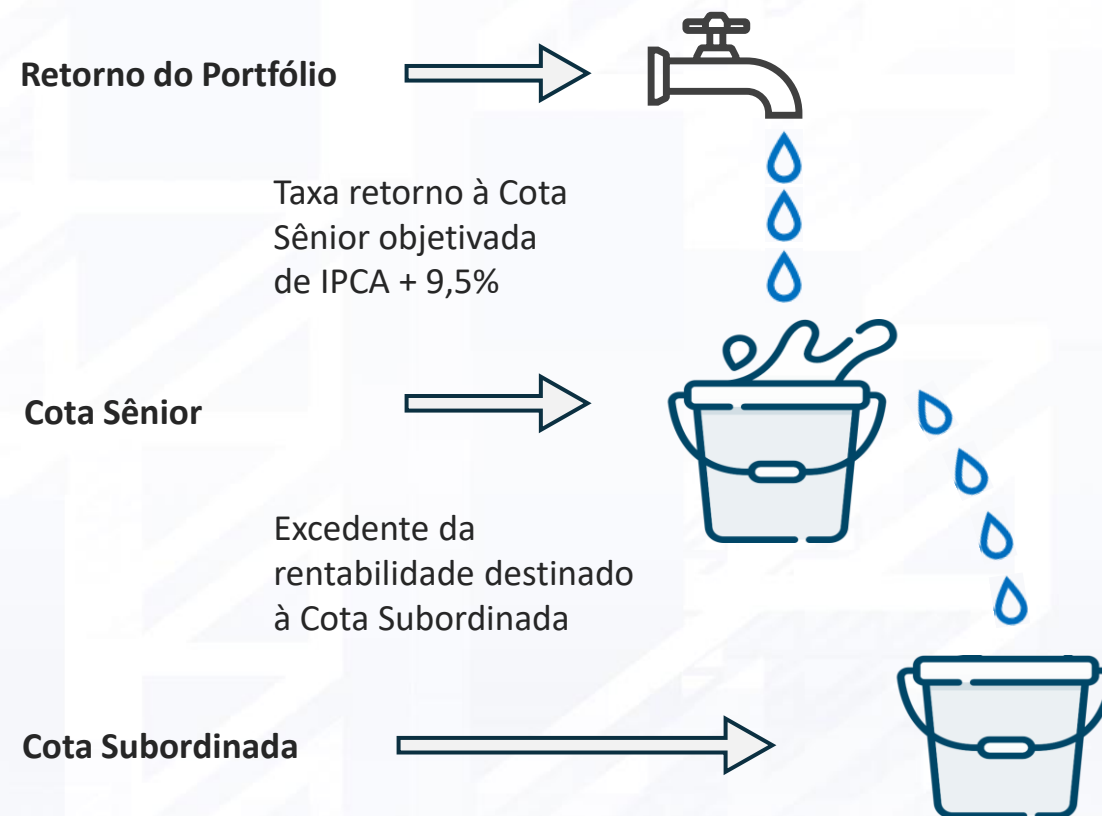 Retorno do Portfólio
Taxa retorno à Cota
Sênior objetivada
de IPCA + 9,5%
Cota Sênior
Excedente da
rentabilidade destinado
à Cota Subordinada
Cota Subordinada